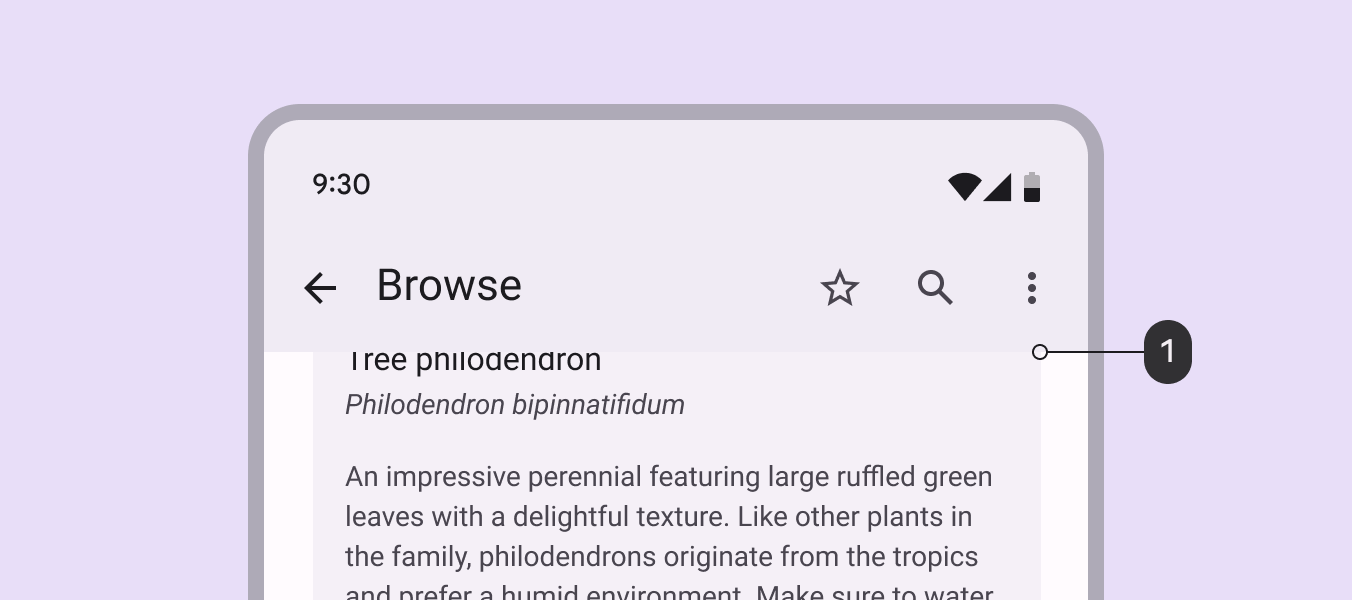 9:30
Browse
1
Tree philodendron
Philodendron bipinnatifidum
An impressive perennial featuring large ruffled green
leaves with a delightful texture. Like other plants in
the family, philodendrons originate from the tropics
and prefer a humid environment. Make sure to water